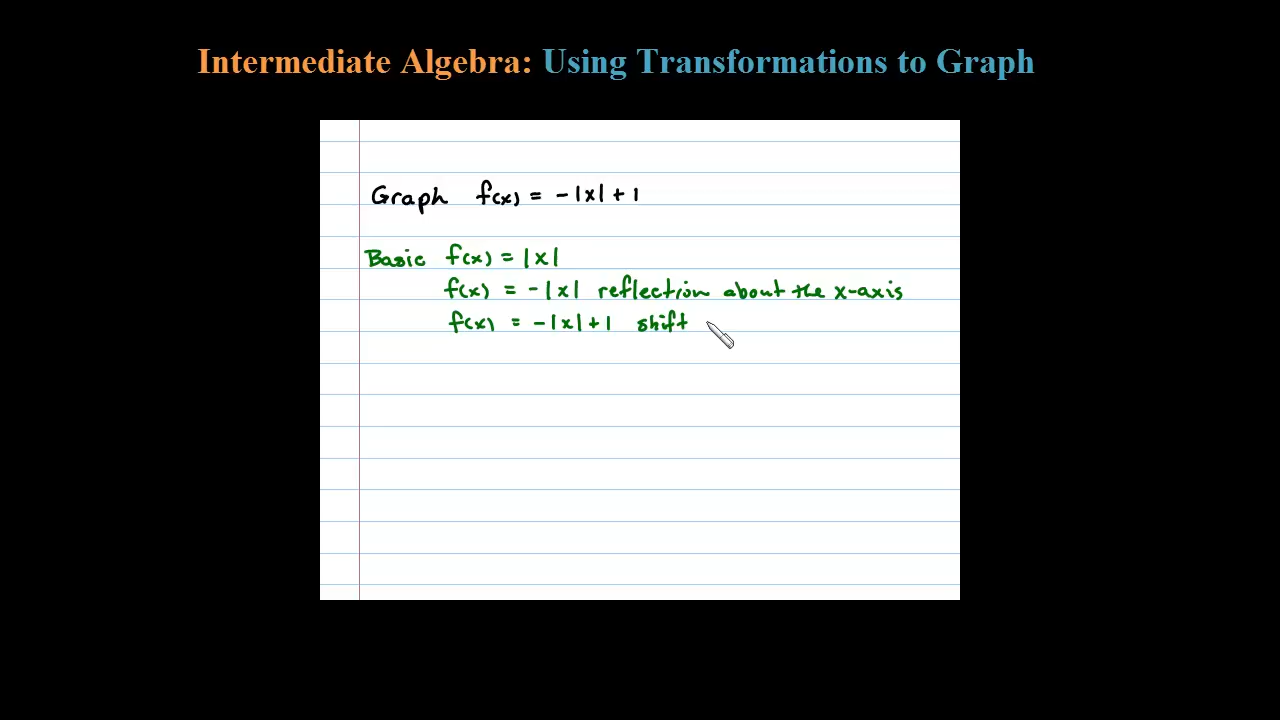 Intermediate Algebra: Using Transformations to Graph
Graph f(x) = -|x| + 1
Basic f(x) = |x|
f(x) = -|x| reflection about the x-axis
f(x) = -|x| + 1 shift